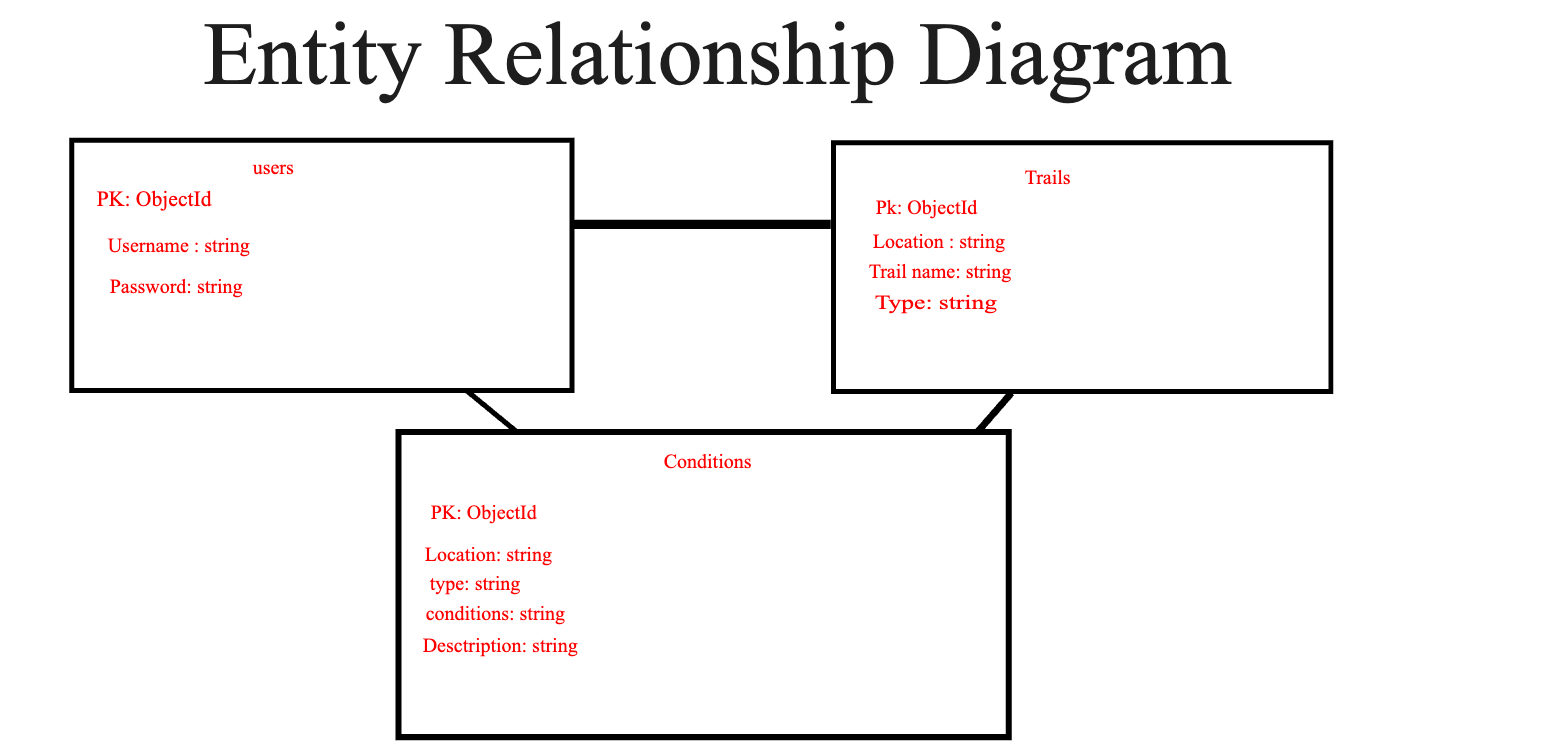 Entity Relationship Diagram
users
PK: ObjectId
Username : string
Password: string
Trails
Pk: ObjectId
Location : string
Trail name: string
Type: string
Conditions
PK: ObjectId
Location: string
type: string
conditions: string
Desctription: string